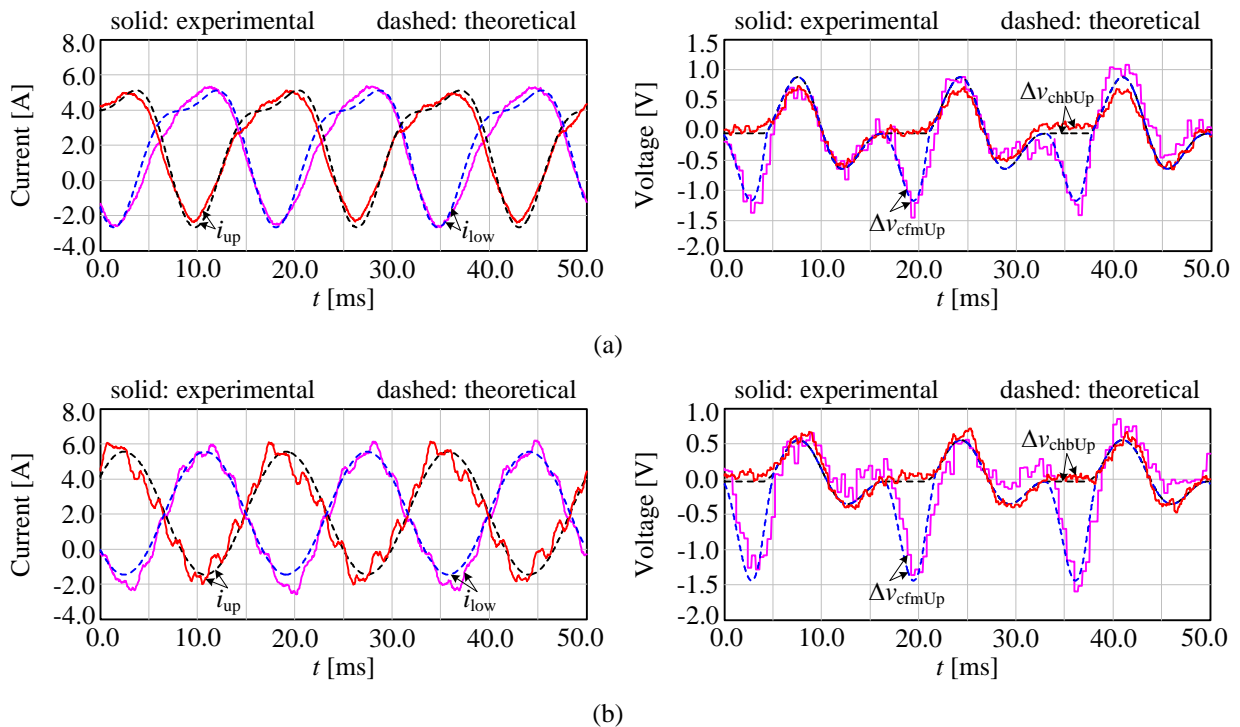 solid: experimental dashed: theoretical
8.0
6.0
4.0
2.0
0.0
-2.0
-4.0
Current [A]
i_up
i_low
0.0 10.0 20.0 30.0 40.0 50.0
t [ms]
solid: experimental dashed: theoretical
1.5
1.0
0.5
0.0
-0.5
-1.0
-1.5
-2.0
Voltage [V]
Δv_chbUp
Δv_cfmUp
0.0 10.0 20.0 30.0 40.0 50.0
t [ms]
(a)
solid: experimental dashed: theoretical
8.0
6.0
4.0
2.0
0.0
-2.0
-4.0
Current [A]
i_up
i_low
0.0 10.0 20.0 30.0 40.0 50.0
t [ms]
solid: experimental dashed: theoretical
1.0
0.5
0.0
-0.5
-1.0
-1.5
-2.0
Voltage [V]
Δv_chbUp
Δv_cfmUp
0.0 10.0 20.0 30.0 40.0 50.0
t [ms]
(b)